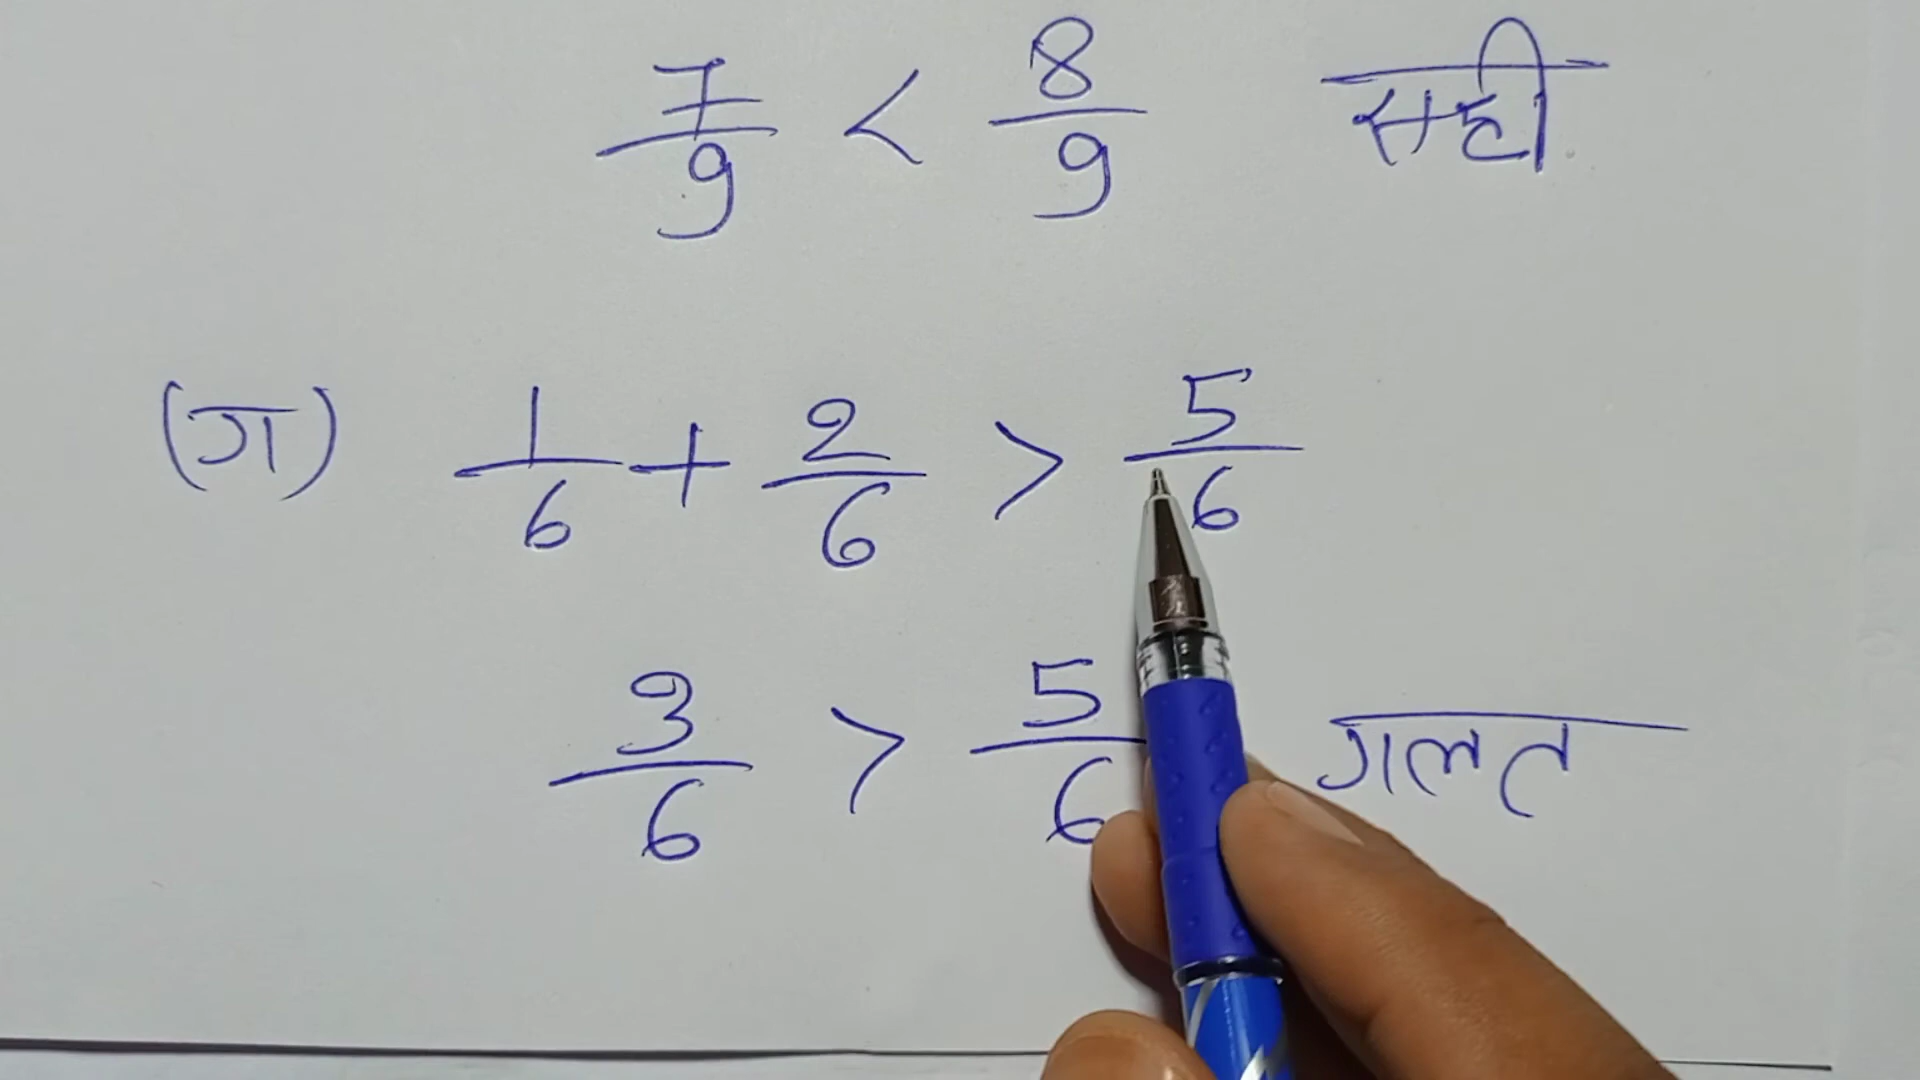 7/9 < 8/9 सही
(ग) 1/6 + 2/6 > 5/6
3/6 > 5/6 गलत